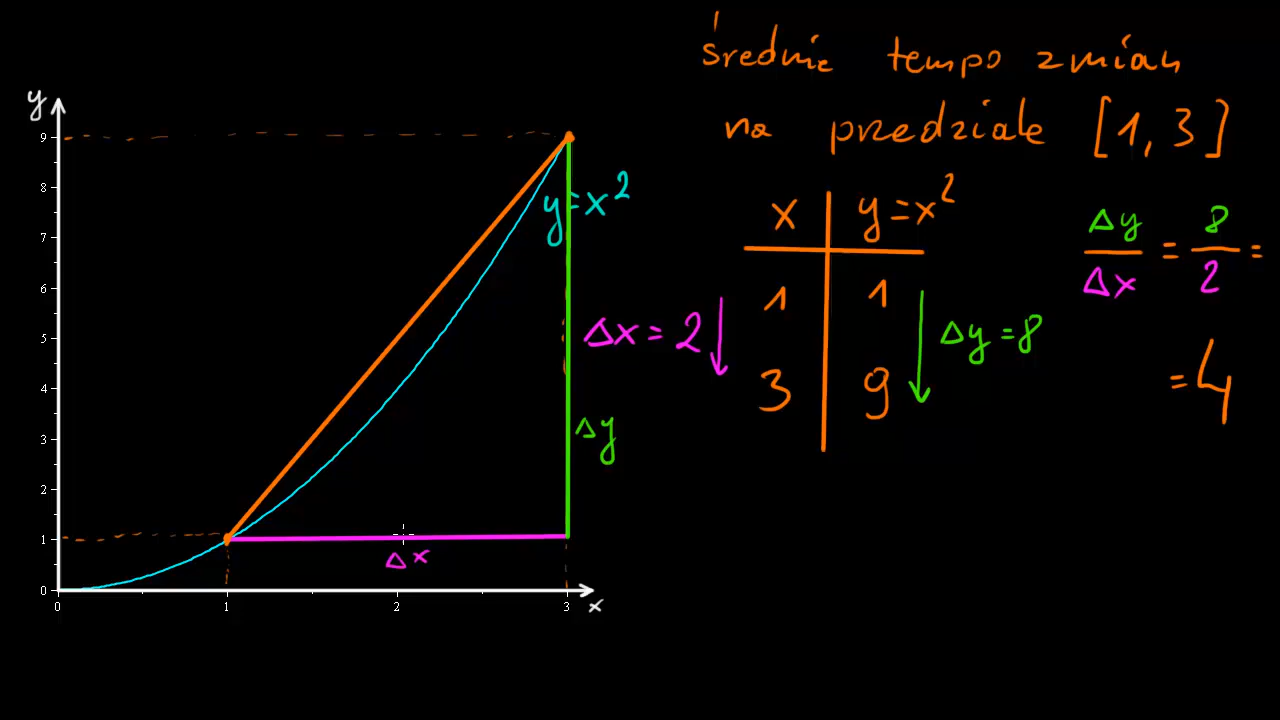 średnie tempo zmian
na przedziale [1, 3]
y
9
8
7
6
5
4
3
2
1
0
0 1 2 3 x
y=x²
Δx
Δy
x y=x²
1 1
3 9
Δx = 2
Δy = 8
Δy/Δx = 8/2 =
= 4